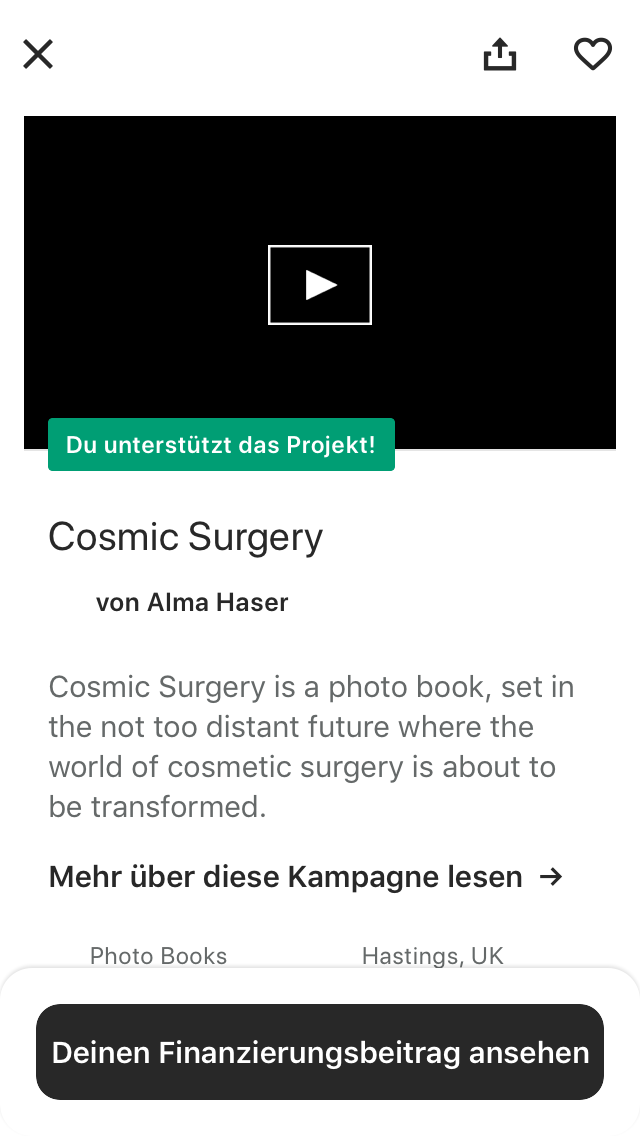 Du unterstützt das Projekt!
Cosmic Surgery
von Alma Haser
Cosmic Surgery is a photo book, set in
the not too distant future where the
world of cosmetic surgery is about to
be transformed.
Mehr über diese Kampagne lesen →
Photo Books
Hastings, UK
Deinen Finanzierungsbeitrag ansehen